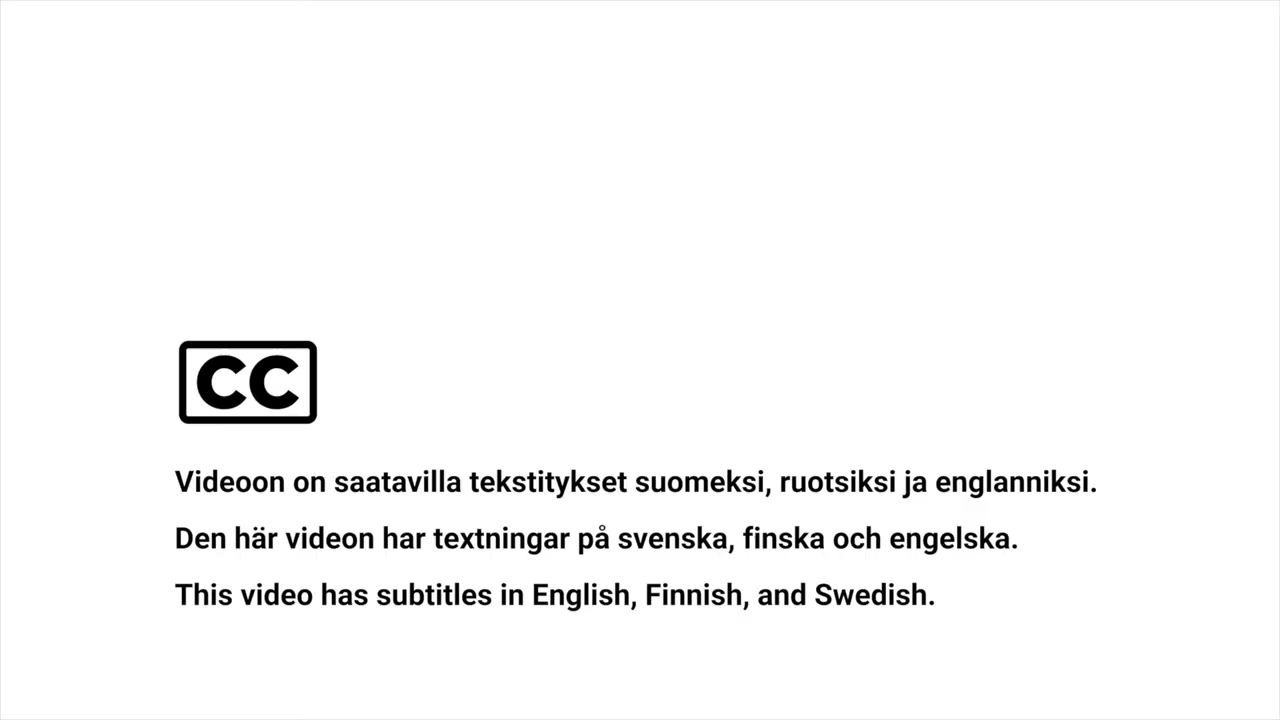 CC
Videoon on saatavilla tekstitykset suomeksi, ruotsiksi ja englanniksi.
Den här videon har textningar på svenska, finska och engelska.
This video has subtitles in English, Finnish, and Swedish.